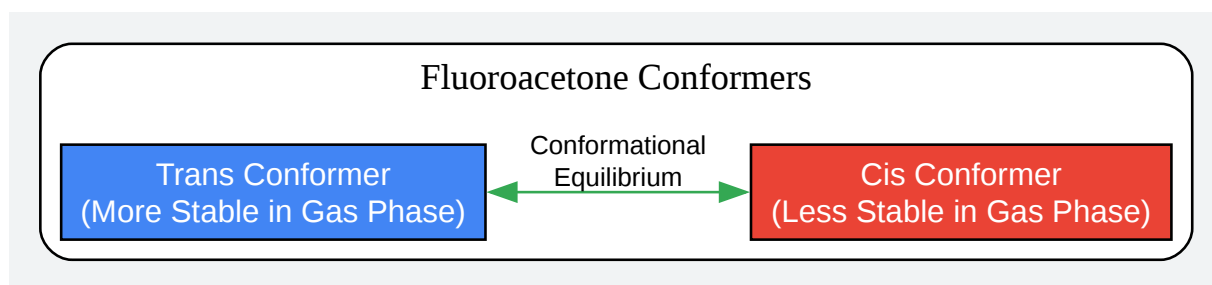 Fluoroacetone Conformers
Conformational
Equilibrium
Trans Conformer
(More Stable in Gas Phase)
Cis Conformer
(Less Stable in Gas Phase)